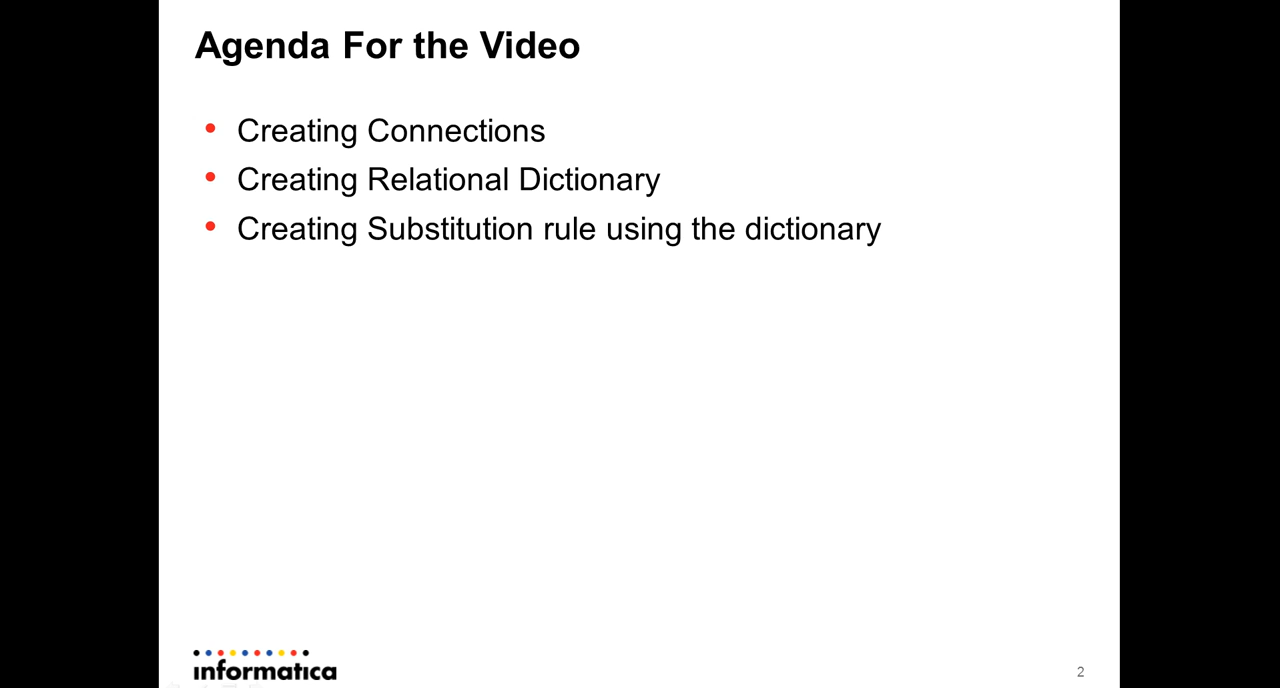 Agenda For the Video
• Creating Connections
• Creating Relational Dictionary
• Creating Substitution rule using the dictionary
informatica
2